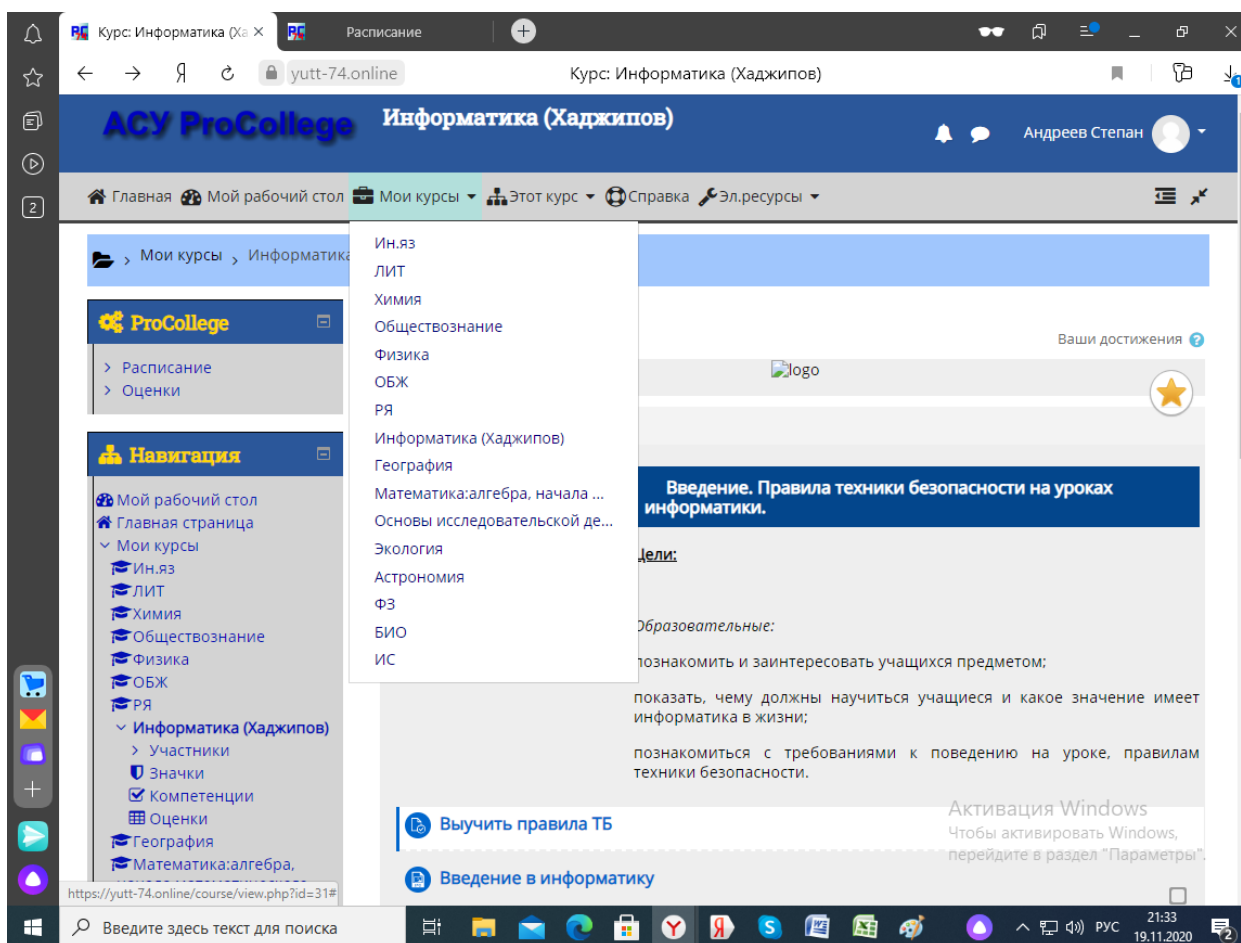 Курс: Информатика (Ха
Расписание
yutt-74.online
Курс: Информатика (Хаджипов)
АСУ ProCollege
Информатика (Хаджипов)
Андреев Степан
Главная Мой рабочий стол Мои курсы Этот курс Справка Эл.ресурсы
2
Мои курсы Информатика
Ин.яз
ЛИТ
Химия
Обществознание
Физика
ОБЖ
РЯ
Информатика (Хаджипов)
География
Математика:алгебра, начала ...
Основы исследовательской де...
Экология
Астрономия
ФЗ
БИО
ИС
ProCollege
Расписание
Оценки
Навигация
Мой рабочий стол
Главная страница
Мои курсы
Ин.яз
ЛИТ
Химия
Обществознание
Физика
ОБЖ
РЯ
Информатика (Хаджипов)
Участники
Значки
Компетенции
Оценки
География
Математика:алгебра,
Ваши достижения
logo
Введение. Правила техники безопасности на уроках
информатики.
Цели:
Образовательные:
познакомить и заинтересовать учащихся предметом;
показать, чему должны научиться учащиеся и какое значение имеет
информатика в жизни;
познакомиться с требованиями к поведению на уроке, правилам
техники безопасности.
Выучить правила ТБ
Введение в информатику
Активация Windows
Чтобы активировать Windows,
перейдите в раздел "Параметры".
https://yutt-74.online/course/view.php?id=31#
Введите здесь текст для поиска
РУС
21:33
19.11.2020
2